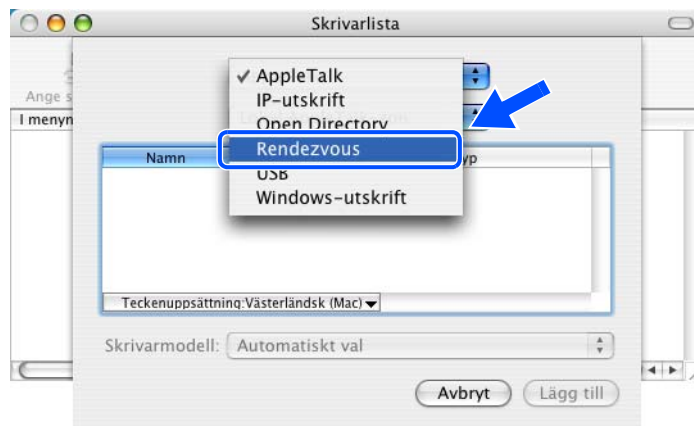 Skrivarlista
✓ AppleTalk
IP-utskrift
Open Directory
Rendezvous
USB
Windows-utskrift
Ange s
I menyn
Namn
yp
Teckenuppsättning:Västerländsk (Mac)
Skrivarmodell: Automatiskt val
Avbryt Lägg till